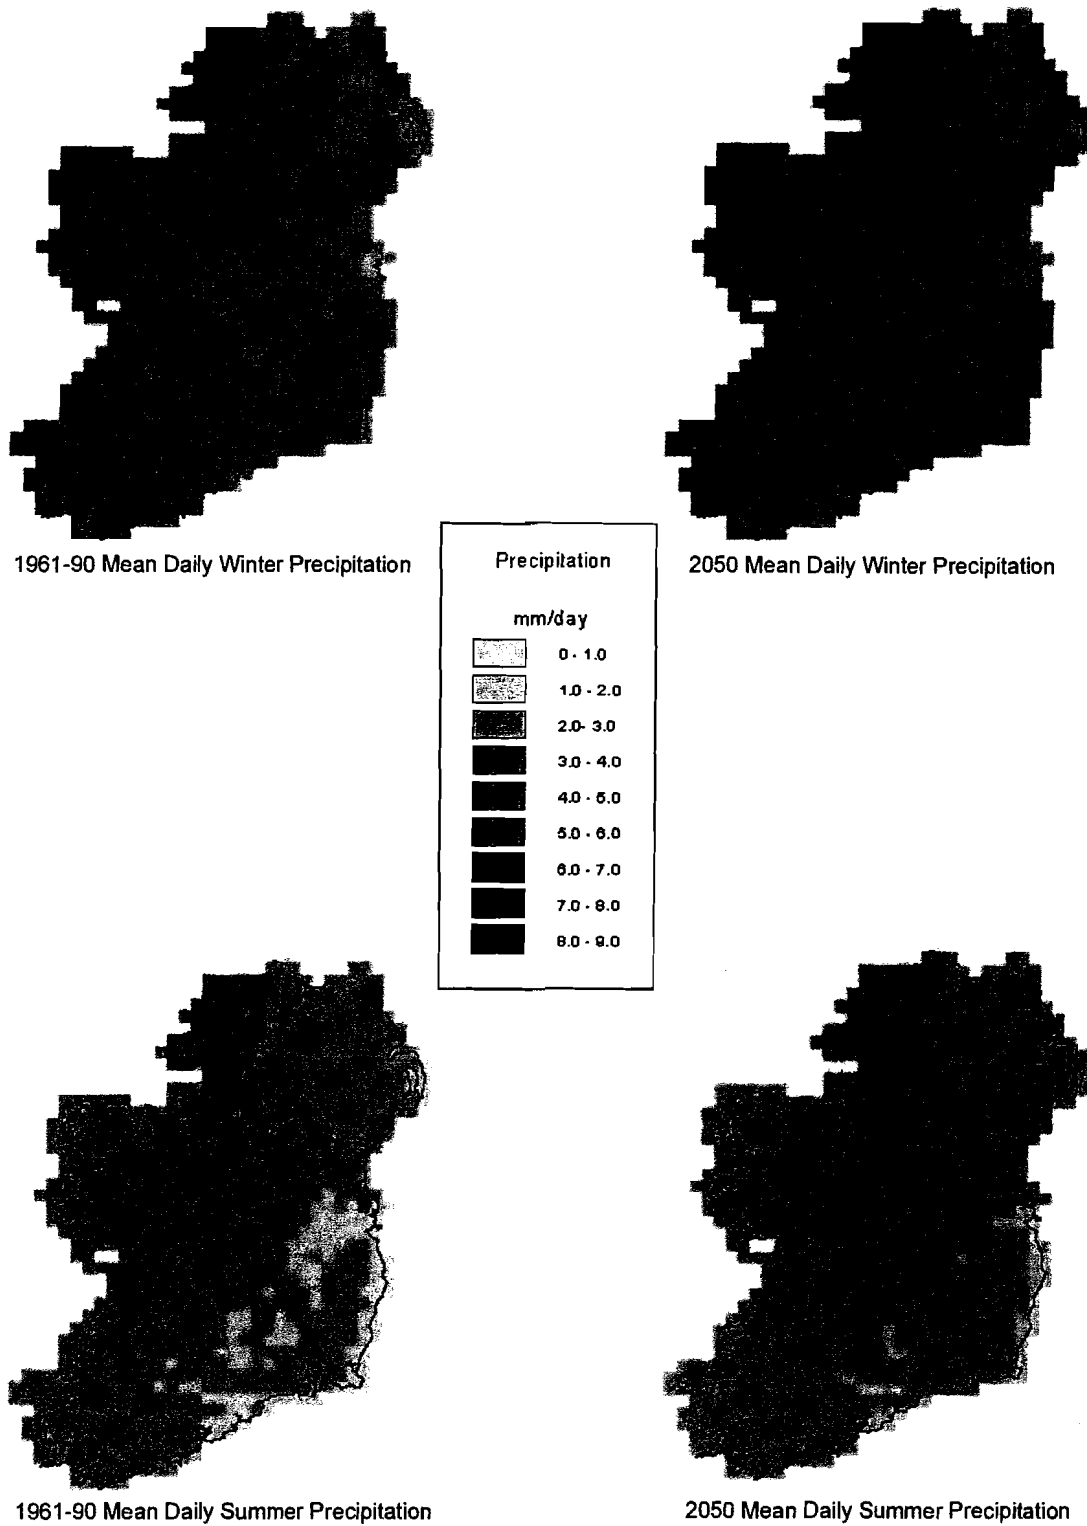 1961-90 Mean Daily Winter Precipitation
2050 Mean Daily Winter Precipitation
Precipitation
mm/day
0 - 1.0
1.0 - 2.0
2.0- 3.0
3.0 - 4.0
4.0 - 5.0
5.0 - 6.0
6.0 - 7.0
7.0 - 8.0
8.0 - 9.0
1961-90 Mean Daily Summer Precipitation
2050 Mean Daily Summer Precipitation